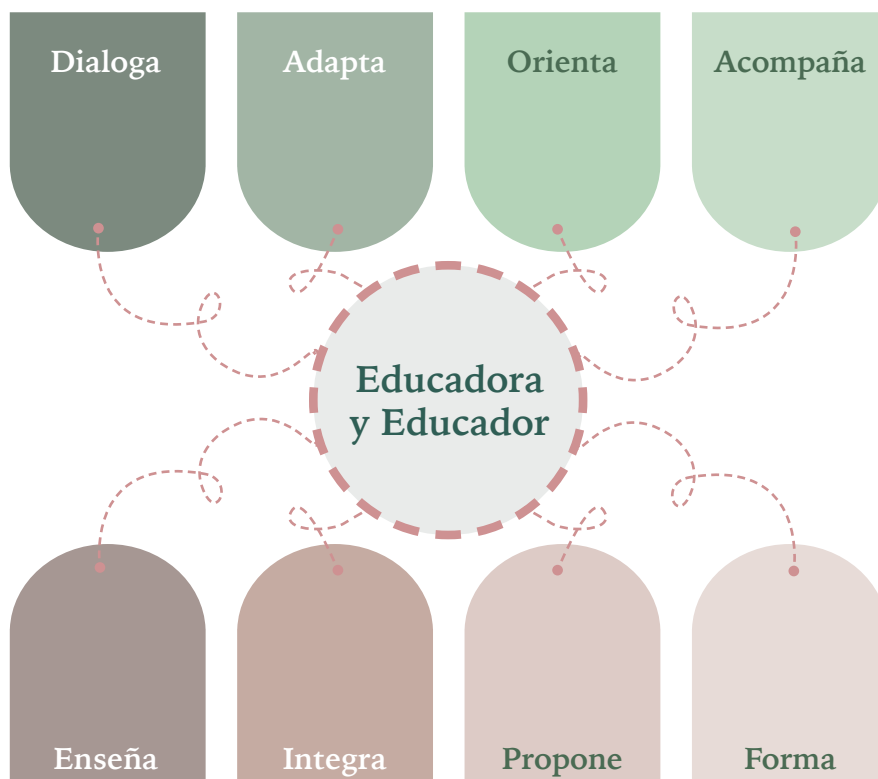 Dialoga
Adapta
Orienta
Acompaña
Educadora
y Educador
Enseña
Integra
Propone
Forma